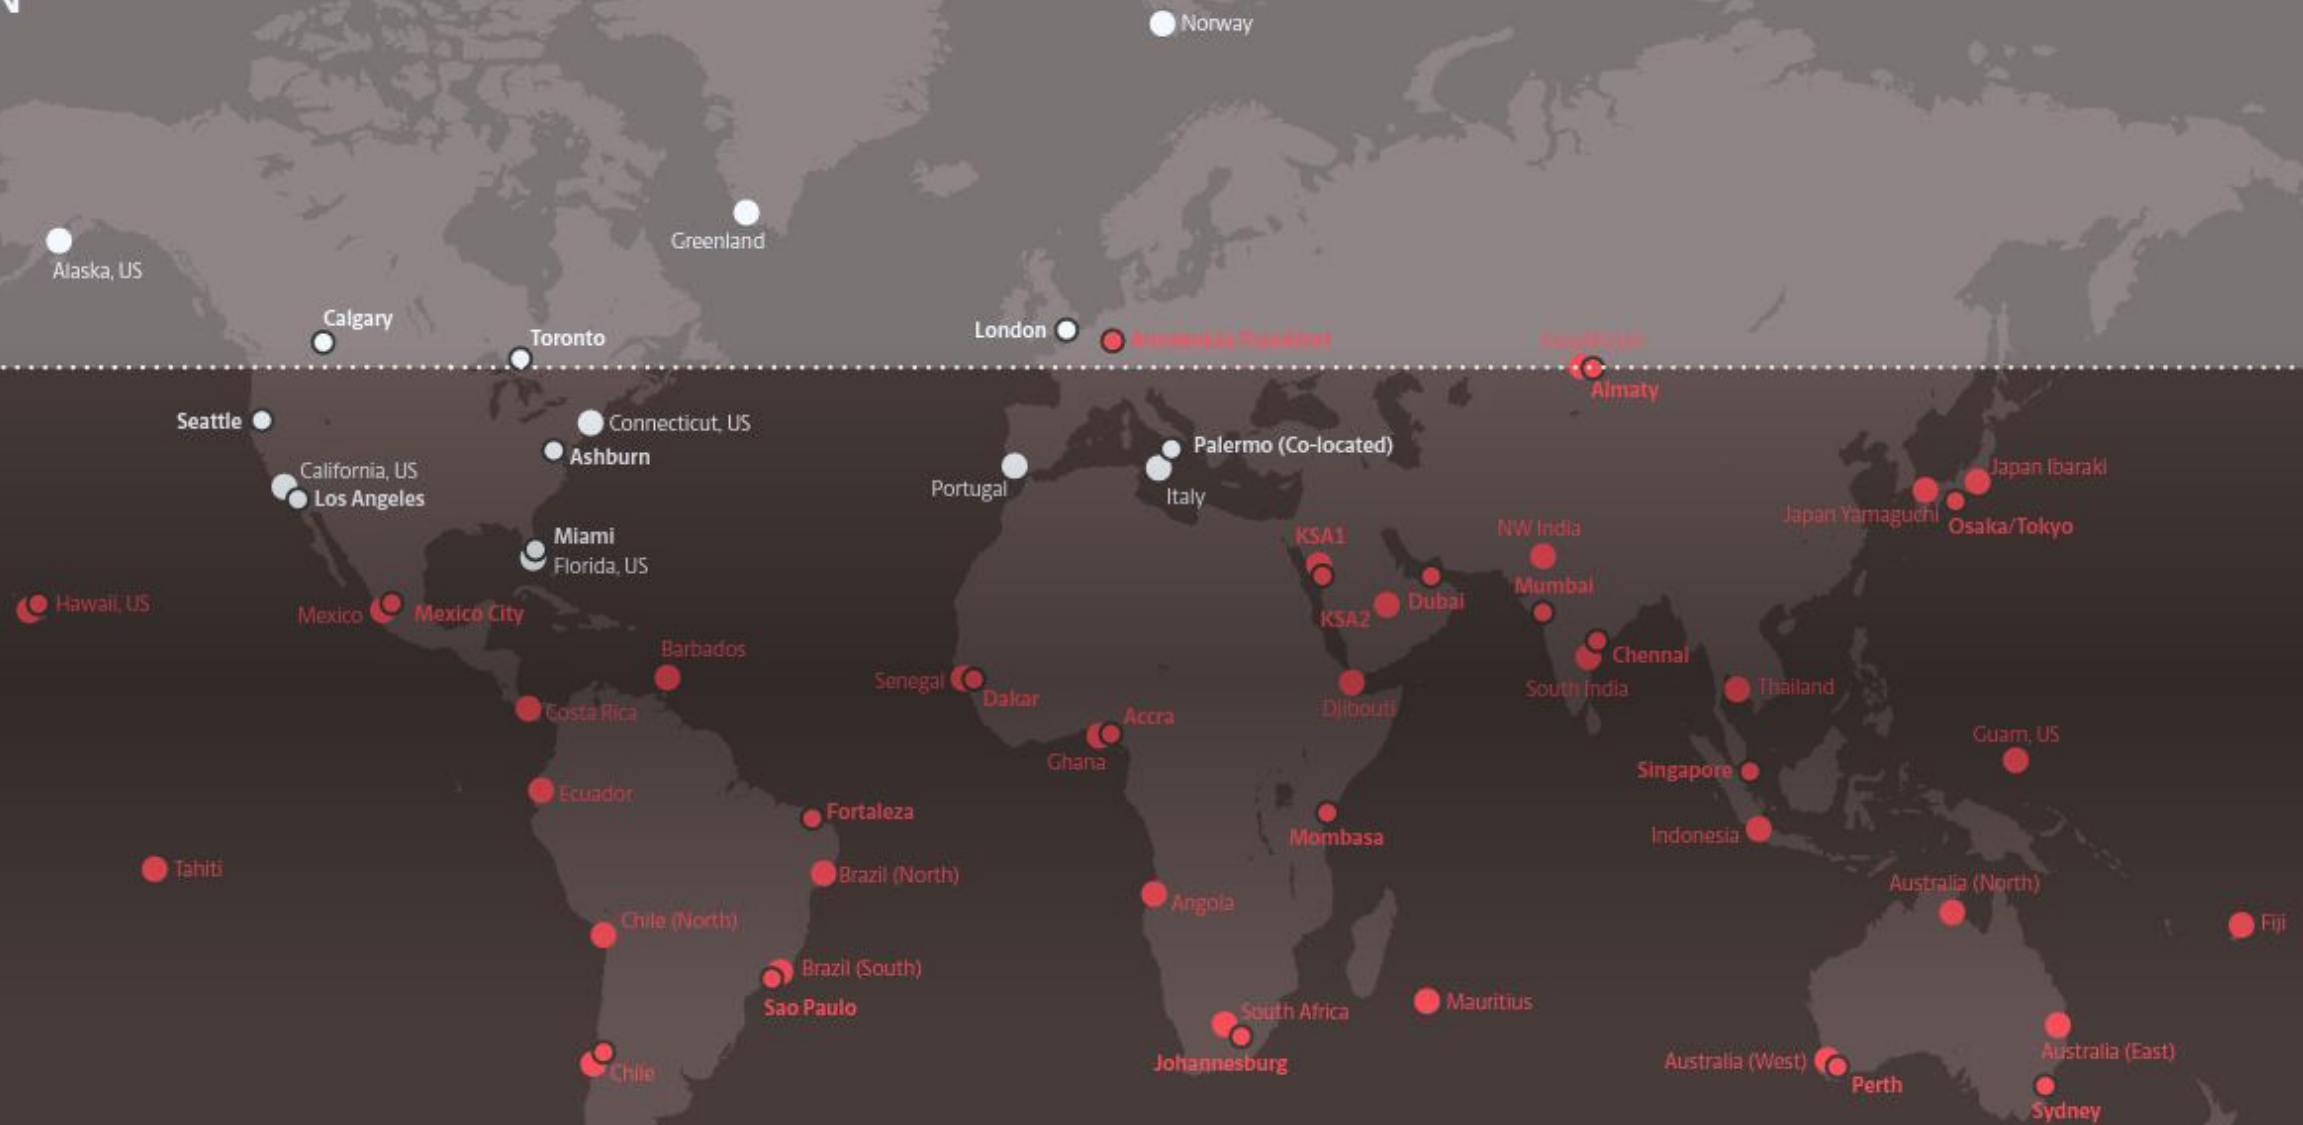 N
Norway
Greenland
Alaska, US
Calgary
Toronto
London
Almaty
Seattle
Connecticut, US
Ashburn
Palermo (Co-located)
California, US
Los Angeles
Portugal
Italy
Japan Ibaraki
Japan Yamaguchi
Osaka/Tokyo
Miami
Florida, US
KSA1
NW India
Mumbai
Hawaii, US
Mexico
Mexico City
KSA2
Dubai
Barbados
Senegal
Dakar
Chennal
South India
Thailand
Costa Rica
Accra
Djibouti
Guam, US
Ghana
Singapore
Ecuador
Fortaleza
Mombasa
Indonesia
Tahiti
Brazil (North)
Australia (North)
Angola
Chile (North)
Fiji
Brazil (South)
Sao Paulo
Mauritius
South Africa
Johannesburg
Australia (East)
Australia (West)
Chile
Perth
Sydney